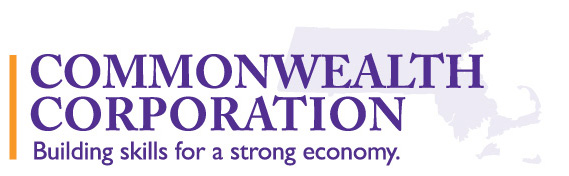 COMMONWEALTH
CORPORATION
Building skills for a strong economy.